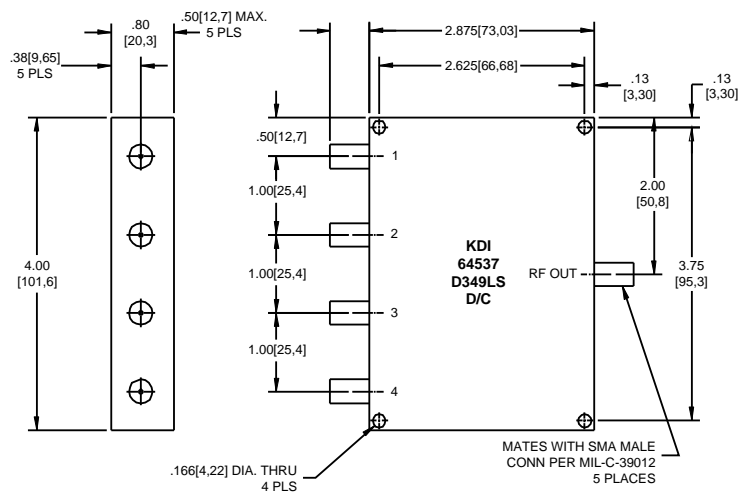 .80
[20,3]
.50[12,7] MAX.
5 PLS
.38[9,65]
5 PLS
2.875[73,03]
2.625[66,68]
.13
[3,30]
.13
[3,30]
.50[12,7]
1
1.00[25,4]
2.00
[50,8]
2
4.00
[101,6]
1.00[25,4]
KDI
64537
D349LS
D/C
RF OUT
3.75
[95,3]
3
1.00[25,4]
4
.166[4,22] DIA. THRU
4 PLS
MATES WITH SMA MALE
CONN PER MIL-C-39012
5 PLACES